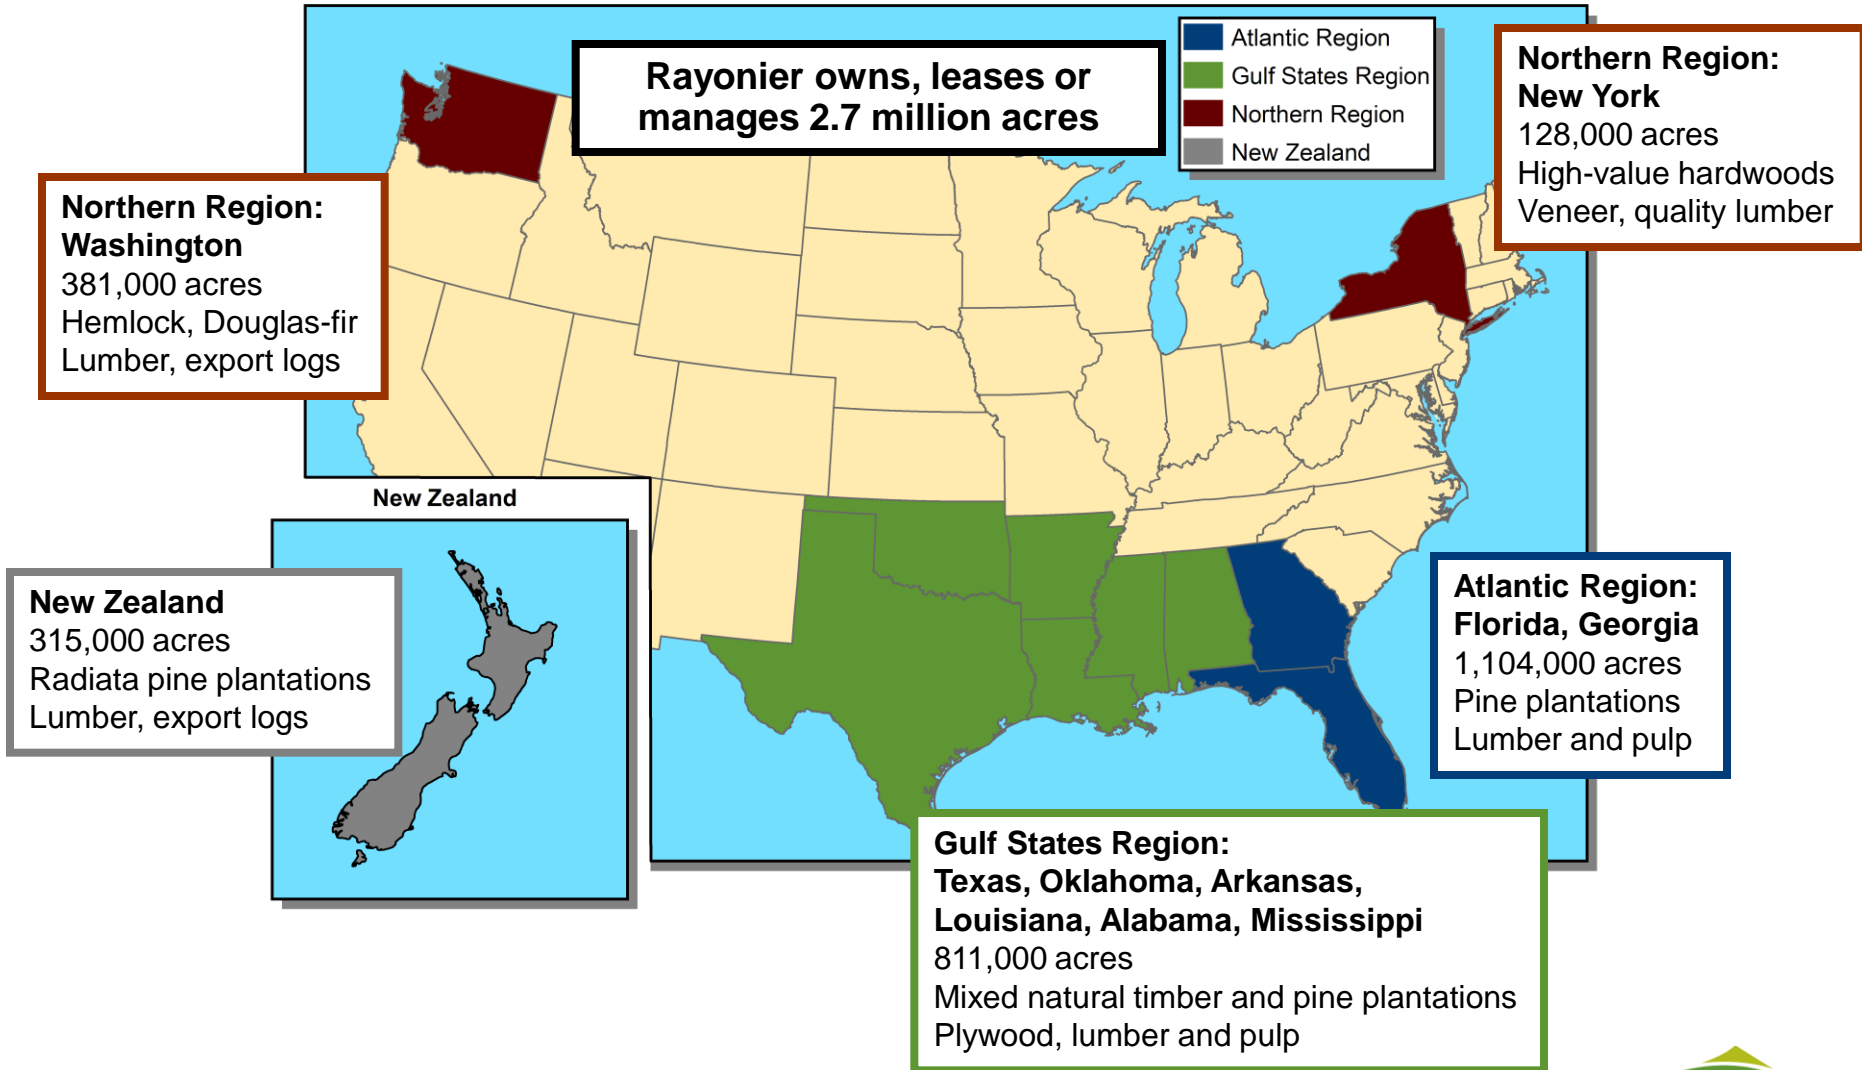 Rayonier owns, leases or
manages 2.7 million acres
Atlantic Region
Gulf States Region
Northern Region
New Zealand
Northern Region:
New York
128,000 acres
High-value hardwoods
Veneer, quality lumber
Northern Region:
Washington
381,000 acres
Hemlock, Douglas-fir
Lumber, export logs
New Zealand
New Zealand
315,000 acres
Radiata pine plantations
Lumber, export logs
Atlantic Region:
Florida, Georgia
1,104,000 acres
Pine plantations
Lumber and pulp
Gulf States Region:
Texas, Oklahoma, Arkansas,
Louisiana, Alabama, Mississippi
811,000 acres
Mixed natural timber and pine plantations
Plywood, lumber and pulp